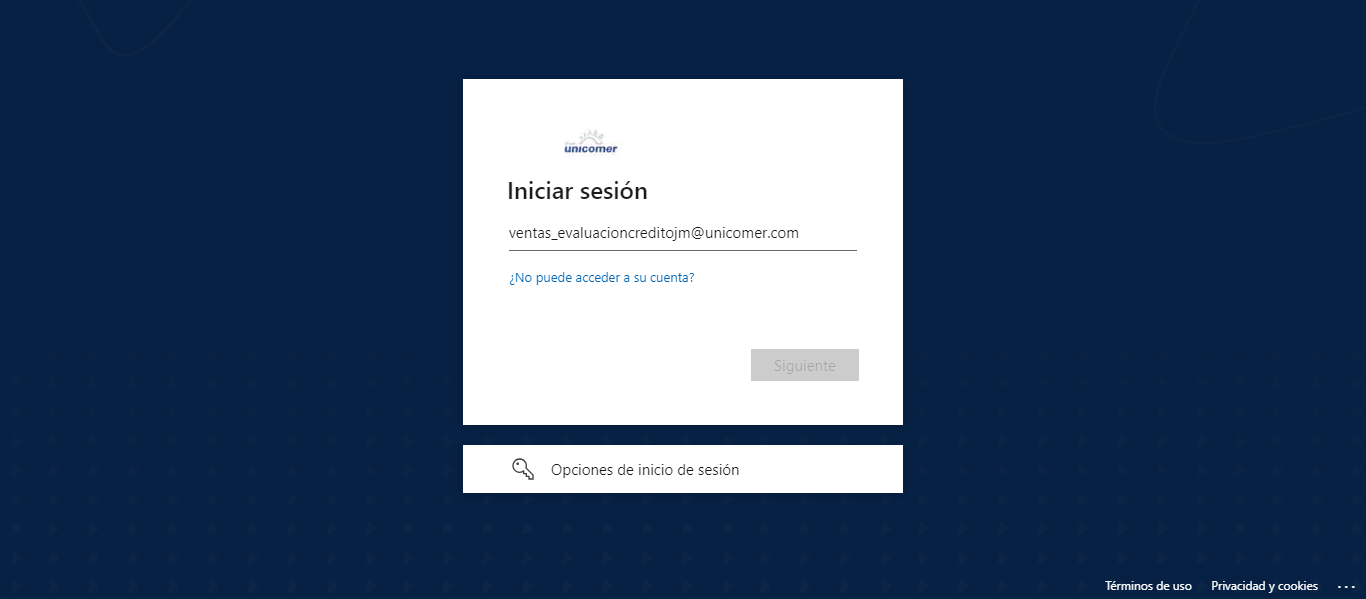 unicomer
Iniciar sesión
ventas_evaluacioncreditojm@unicomer.com
¿No puede acceder a su cuenta?
Siguiente
Opciones de inicio de sesión
Términos de uso Privacidad y cookies ...